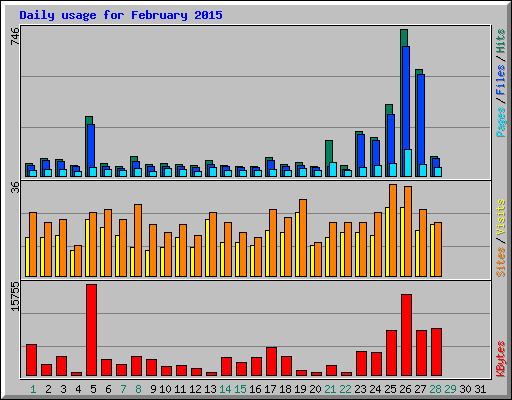 Daily usage for February 2015
746
Pages / Files / Hits
36
Sites / Visits
15755
KBytes
1 2 3 4 5 6 7 8 9 10 11 12 13 14 15 16 17 18 19 20 21 22 23 24 25 26 27 28 29 30 31